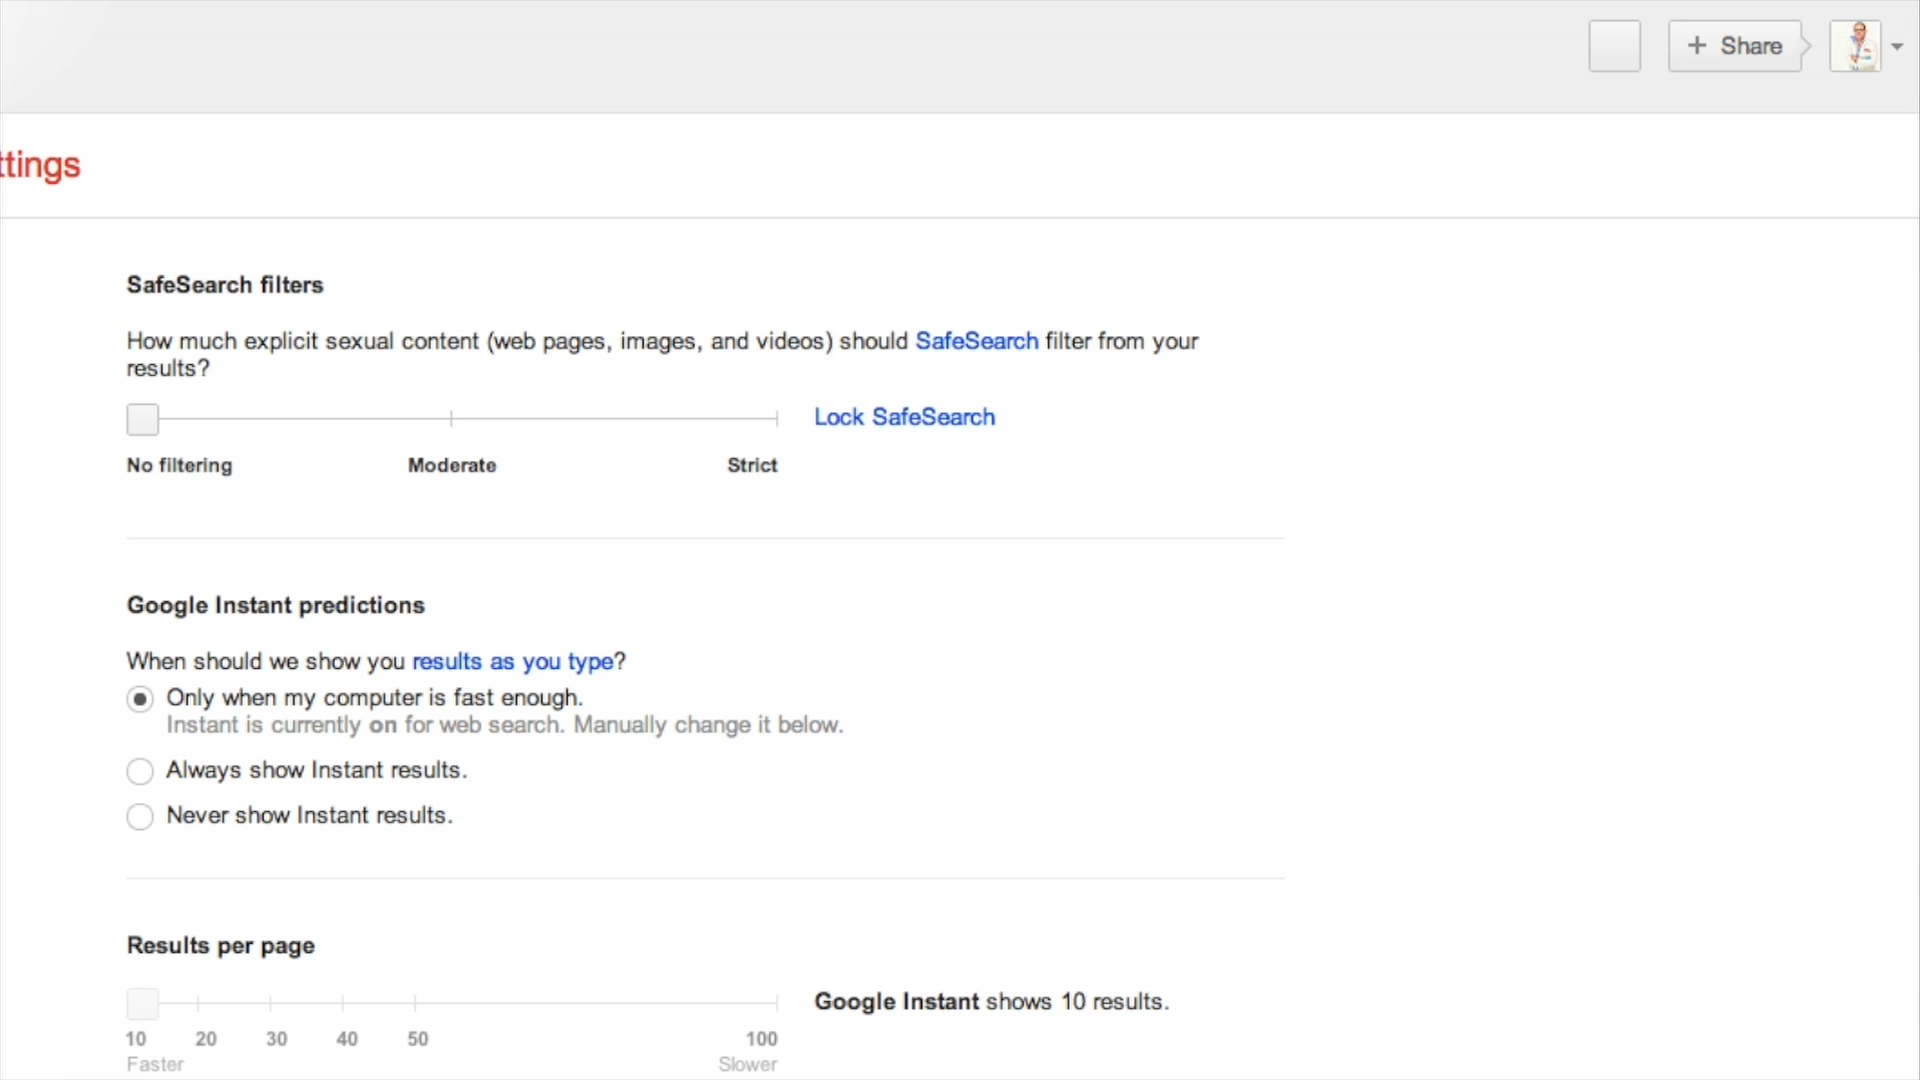 + Share
ttings
SafeSearch filters
How much explicit sexual content (web pages, images, and videos) should SafeSearch filter from your
results?
Lock SafeSearch
No filtering Moderate Strict
Google Instant predictions
When should we show you results as you type?
Only when my computer is fast enough.
Instant is currently on for web search. Manually change it below.
Always show Instant results.
Never show Instant results.
Results per page
Google Instant shows 10 results.
10 20 30 40 50 100
Faster Slower